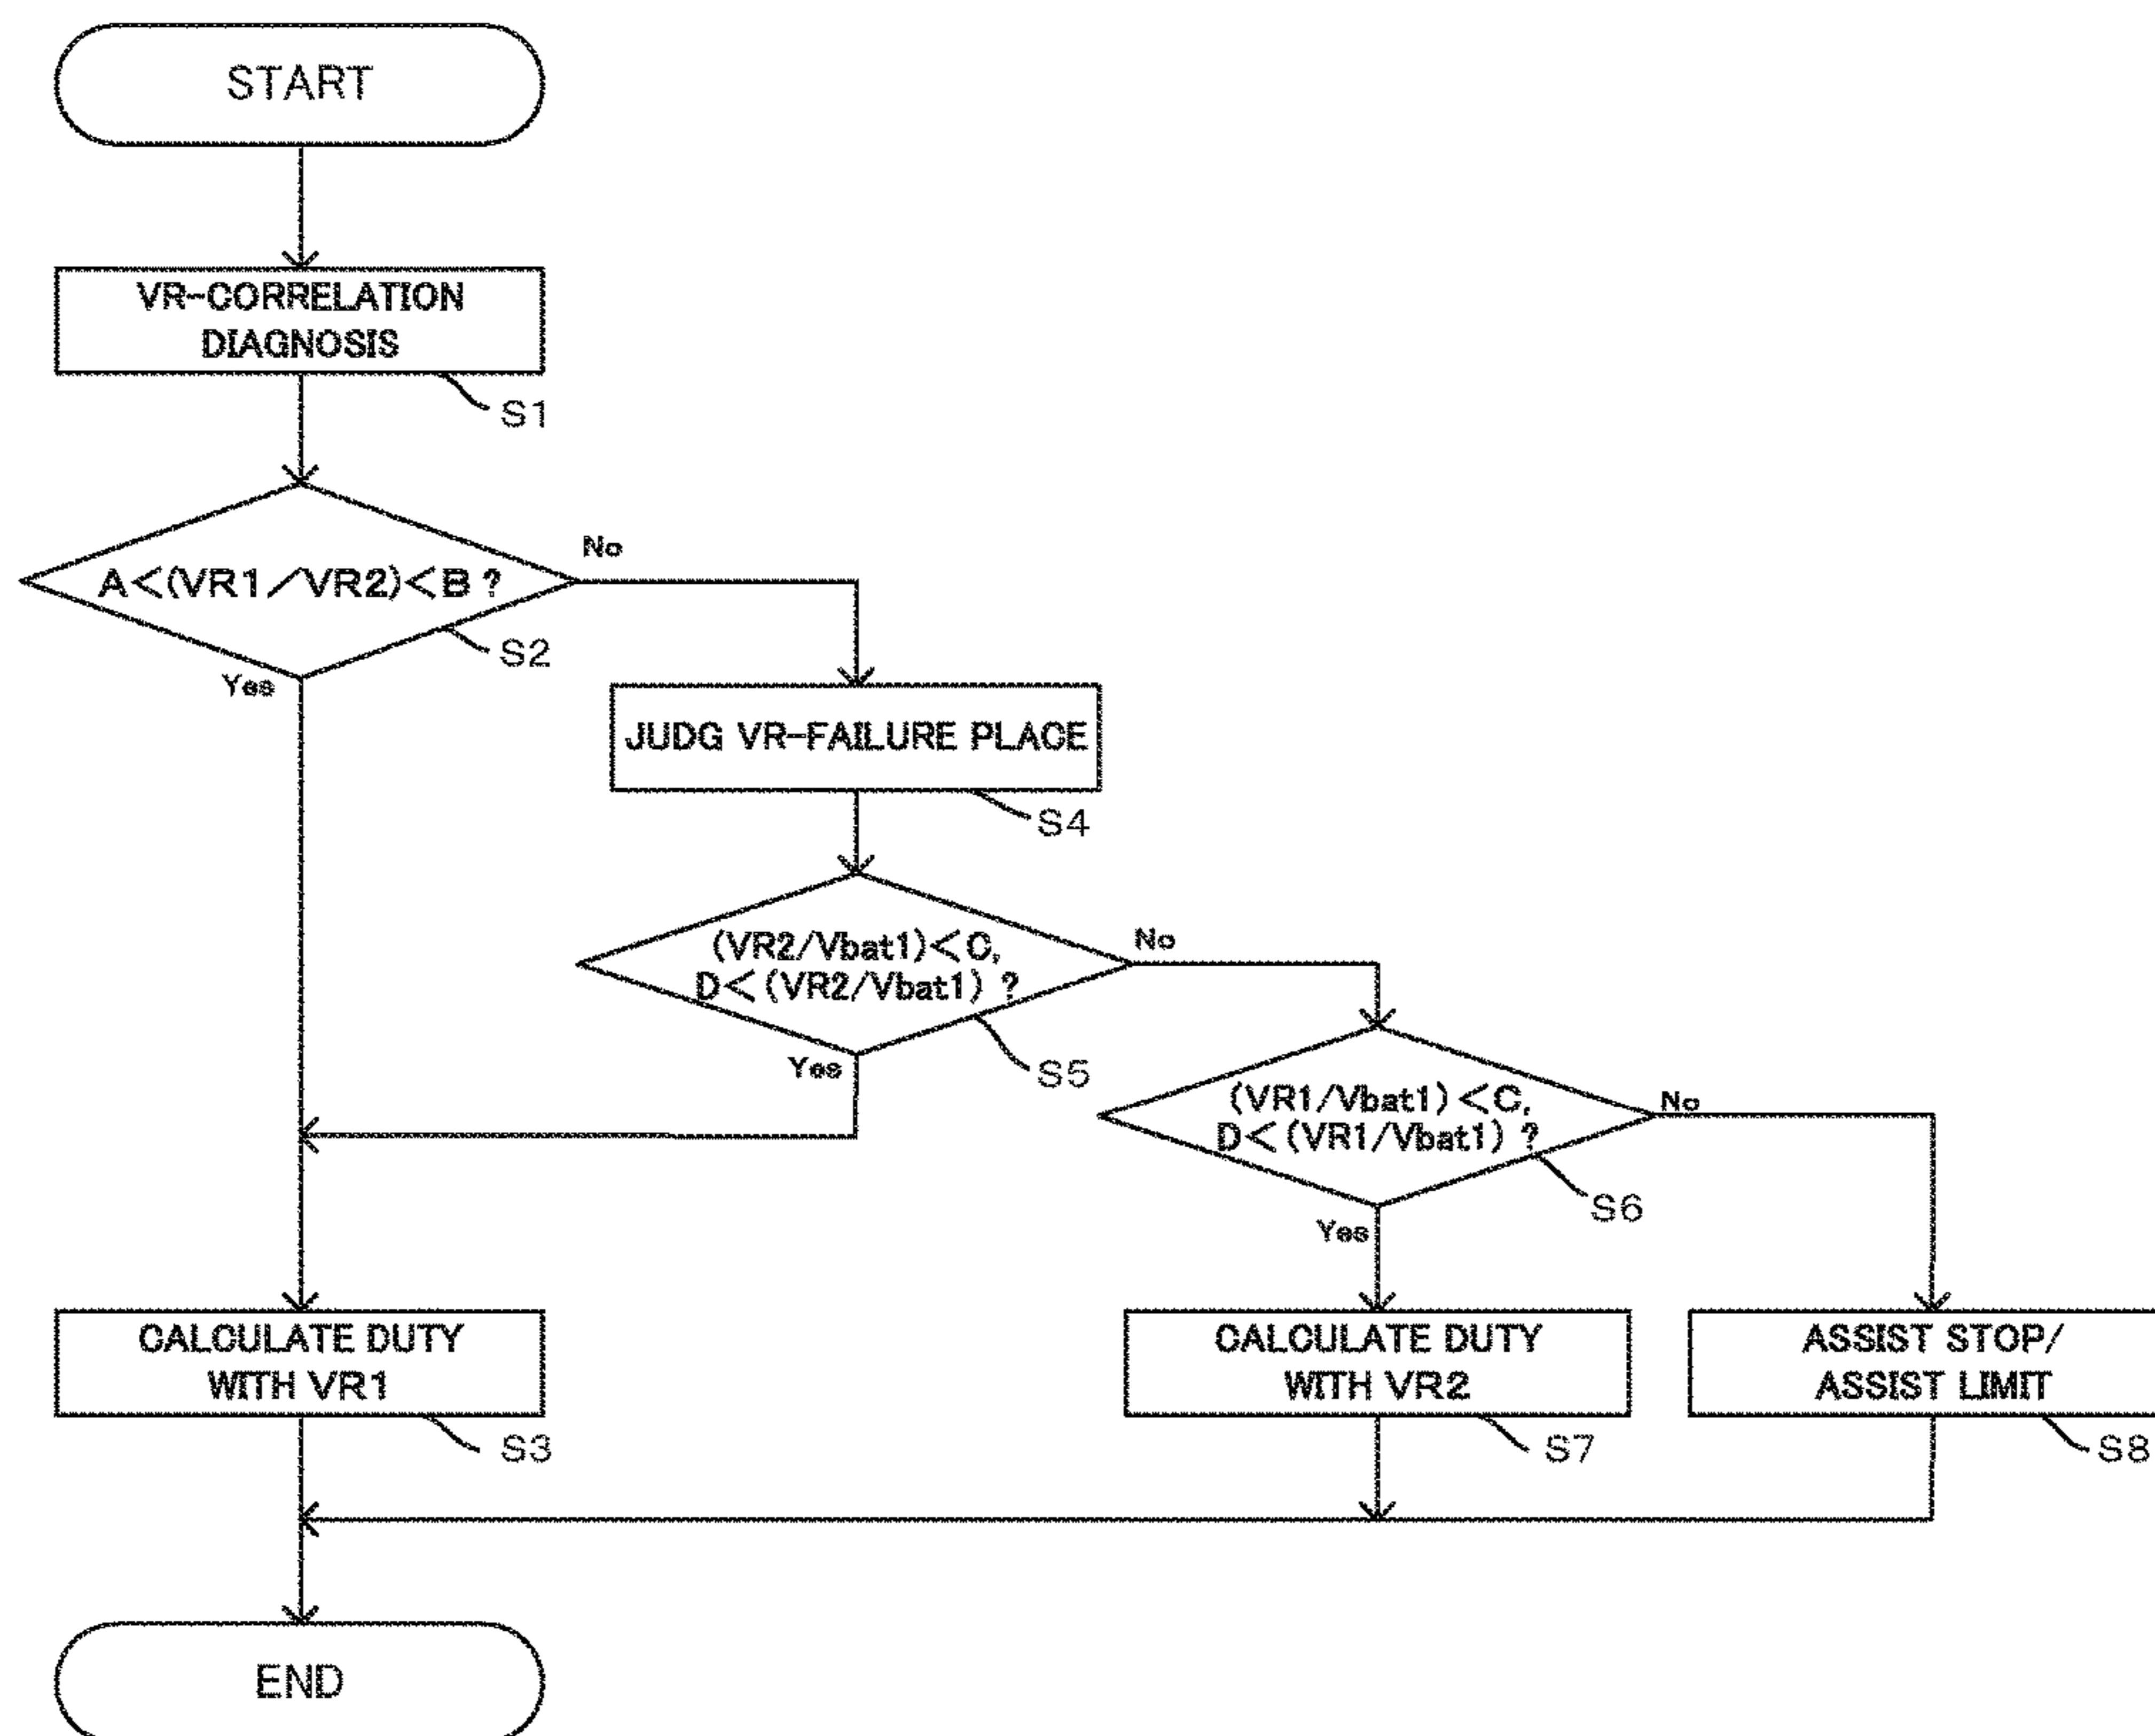 START
VR-CORRELATION
DIAGNOSIS
S1
A<(VR1/VR2)<B?
No
S2
Yes
JUDG VR-FAILURE PLACE
S4
(VR2/Vbat1)<C,
D<(VR2/Vbat1) ?
No
S5
Yes
(VR1/Vbat1)<C,
D<(VR1/Vbat1) ?
No
S6
Yes
CALCULATE DUTY
WITH VR1
S3
CALCULATE DUTY
WITH VR2
S7
ASSIST STOP/
ASSIST LIMIT
S8
END